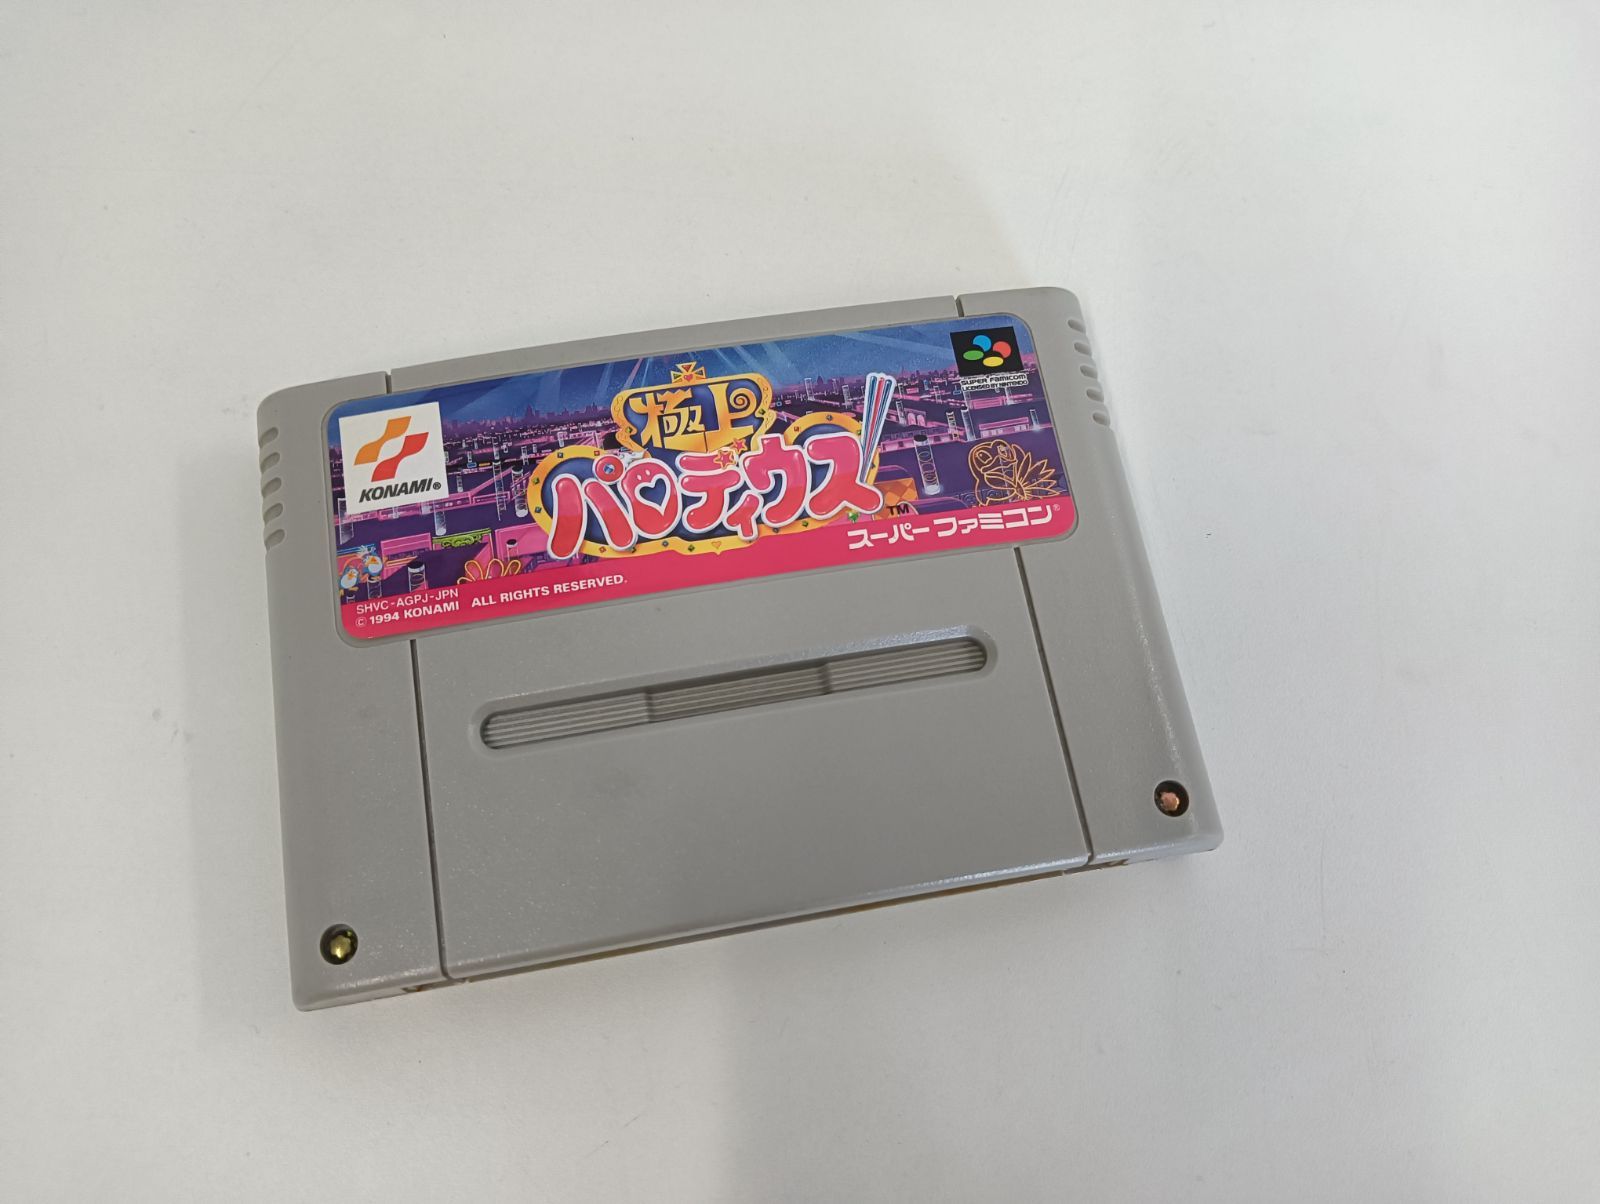 KONAMI®
極上
パロディウス
TM
SUPER FAMICOM
LICENSED BY NINTENDO
スーパーファミコン®
SHVC-AGPJ-JPN
© 1994 KONAMI ALL RIGHTS RESERVED.